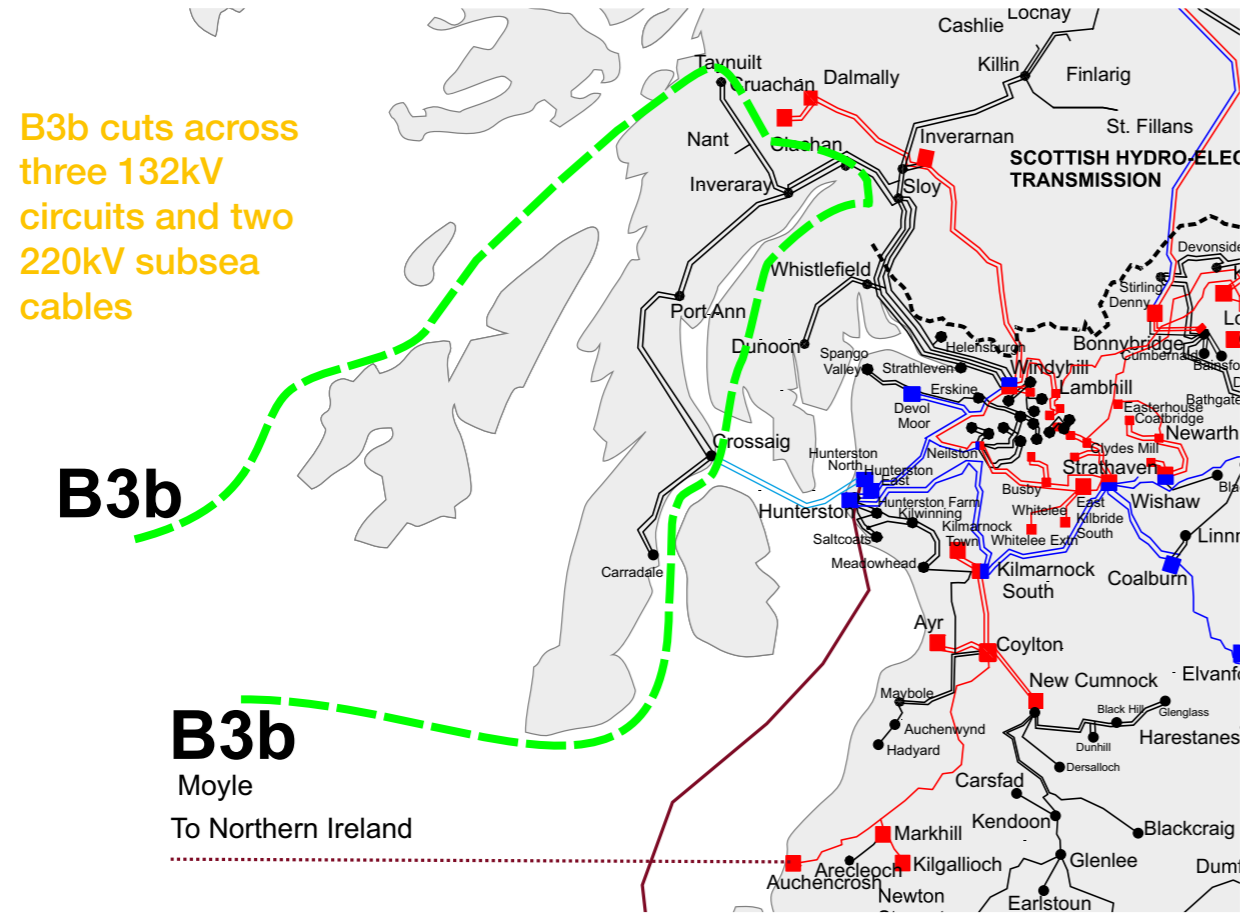 Lochay
Cashlie
Taynuilt
Killin
Cruachan
Dalmally
Finlarig
B3b cuts across
three 132kV
circuits and two
220kV subsea
cables
St. Fillans
Nant
Clachan
Inverarnan
SCOTTISH HYDRO-ELEC
TRANSMISSION
Inveraray
Sloy
Devonside
Whistlefield
Stirling
Denny
Port-Ann
Dunoon
Helensburgh
Bonnybridge
Cumbernald
Bainsfo
Spango
Valley
Strathleven
Windyhill
Erskine
Lambhill
Bathgate
Devol
Moor
Easterhouse
Coatbridge
Newarth
Crossaig
Neilston
Clydes Mill
Hunterston
North
Hunterston
East
Strathaven
B3b
Busby
Wishaw
Hunterston
Hunterston Farm
Kilwinning
Whitelee
East
Kilbride
South
Saltcoats
Kilmarnock
Town
Whitelee Extn
Linnm
Meadowhead
Carradale
Kilmarnock
South
Coalburn
Ayr
Coylton
Elvanfo
New Cumnock
Maybole
Black Hill
Glenglass
B3b
Auchenwynd
Dunhill
Harestanes
Hadyard
Moyle
Dersalloch
Carsfad
To Northern Ireland
Kendoon
Markhill
Blackcraig
Arecleoch
Kilgallioch
Glenlee
Dumf
Auchencrosh
Newton
Earlstoun